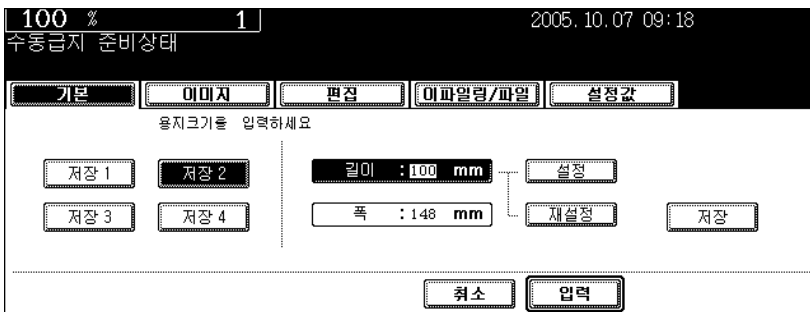 100 % 1 2005.10.07 09:18
수동급지 준비상태
기본 이미지 편집 이파일링/파일 설정값
용지크기를 입력하세요
저장 1 저장 2 길이 : 100 mm 설정
저장 3 저장 4 폭 : 148 mm 재설정 저장
취소 입력